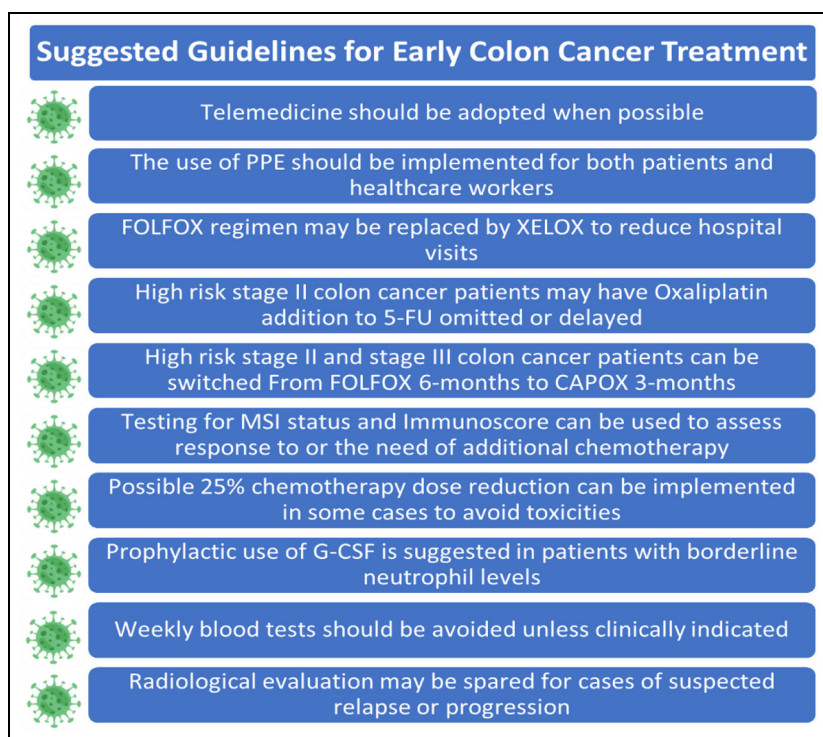 Suggested Guidelines for Early Colon Cancer Treatment
Telemedicine should be adopted when possible
The use of PPE should be implemented for both patients and
healthcare workers
FOLFOX regimen may be replaced by XELOX to reduce hospital
visits
High risk stage II colon cancer patients may have Oxaliplatin
addition to 5-FU omitted or delayed
High risk stage II and stage III colon cancer patients can be
switched From FOLFOX 6-months to CAPOX 3-months
Testing for MSI status and Immunoscore can be used to assess
response to or the need of additional chemotherapy
Possible 25% chemotherapy dose reduction can be implemented
in some cases to avoid toxicities
Prophylactic use of G-CSF is suggested in patients with borderline
neutrophil levels
Weekly blood tests should be avoided unless clinically indicated
Radiological evaluation may be spared for cases of suspected
relapse or progression